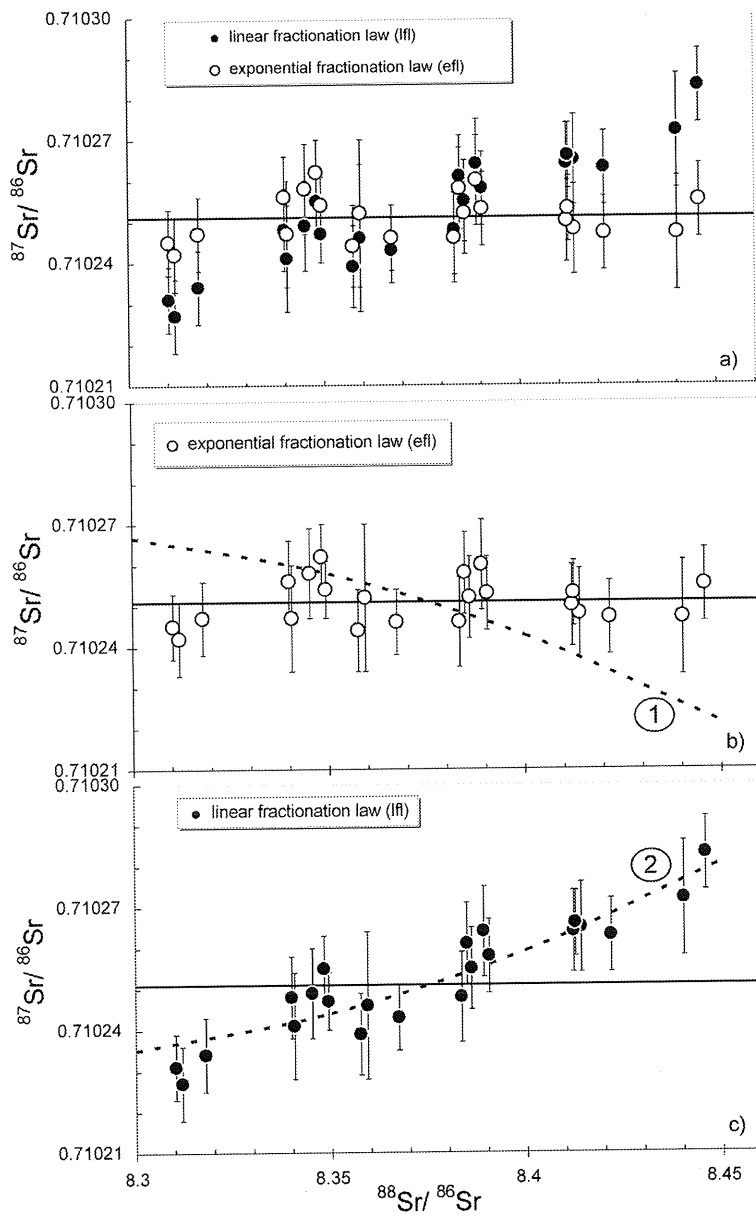 0.71030
linear fractionation law (lfl)
exponential fractionation law (efl)
0.71027
0.71024
0.71021
⁸⁷Sr/ ⁸⁶Sr
a)
0.71030
exponential fractionation law (efl)
0.71027
0.71024
0.71021
⁸⁷Sr/ ⁸⁶Sr
1
b)
0.71030
linear fractionation law (lfl)
2
0.71027
0.71024
0.71021
⁸⁷Sr/ ⁸⁶Sr
c)
8.3 8.35 8.4 8.45
⁸⁸Sr/ ⁸⁶Sr